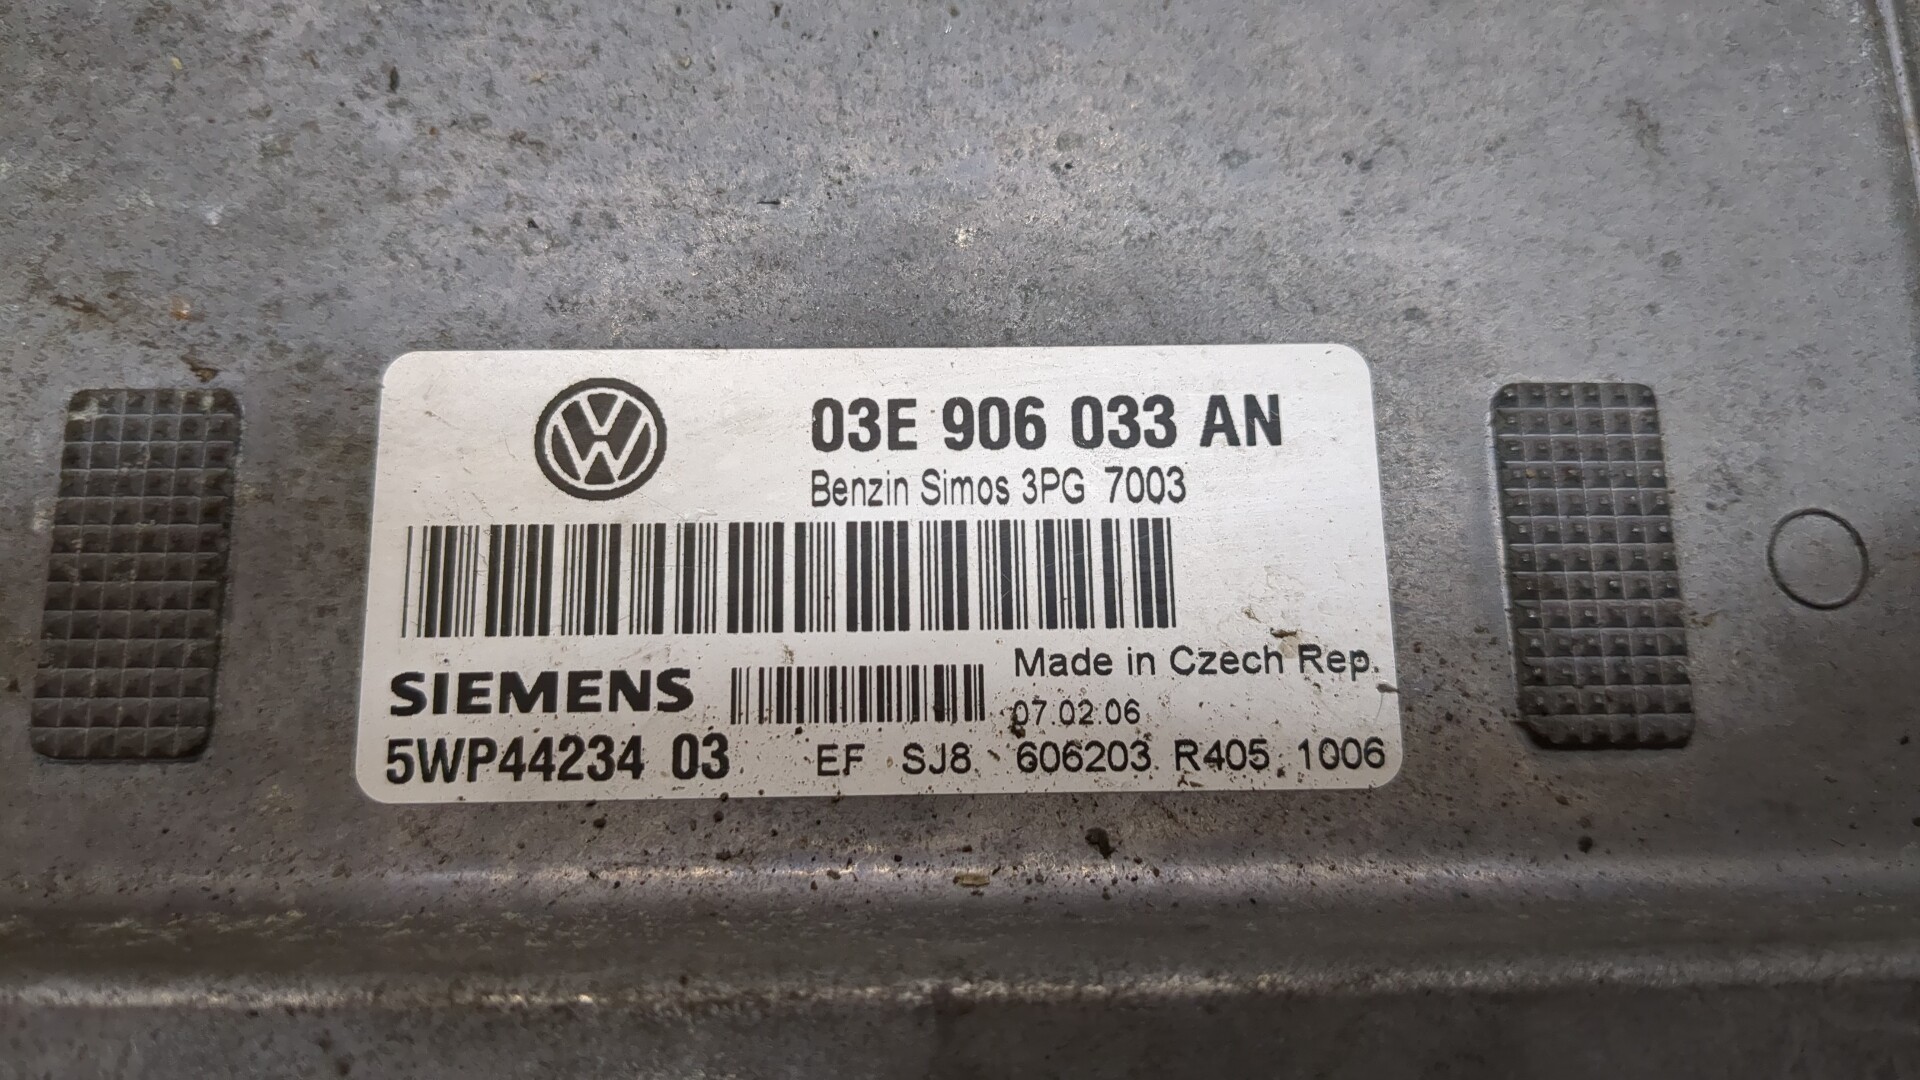 03E 906 033 AN
Benzin Simos 3PG 7003
SIEMENS
Made in Czech Rep.
07.02.06
5WP44234 03 EF SJ8 606203 R405 1006